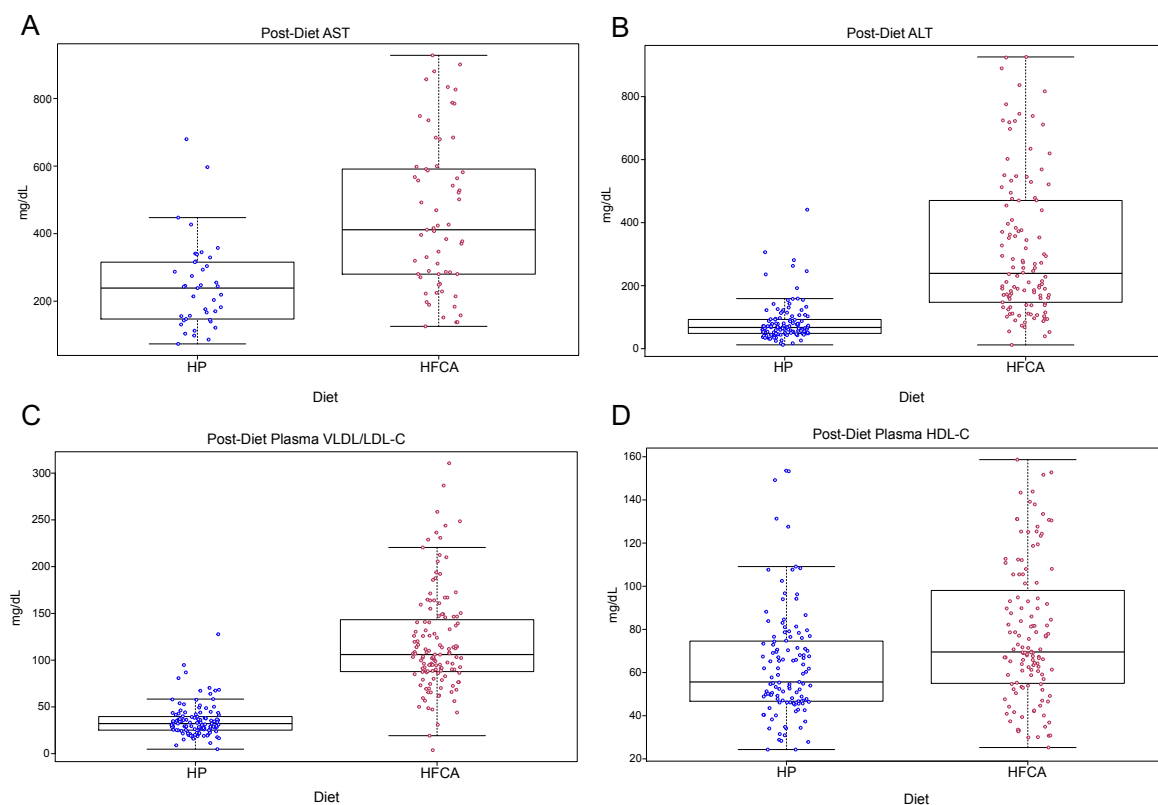 A
Post-Diet AST
mg/dL
800
600
400
200
HP
HFCA
Diet
B
Post-Diet ALT
mg/dL
800
600
400
200
0
HP
HFCA
Diet
C
Post-Diet Plasma VLDL/LDL-C
mg/dL
300
250
200
150
100
50
0
HP
HFCA
Diet
D
Post-Diet Plasma HDL-C
mg/dL
160
140
120
100
80
60
40
20
HP
HFCA
Diet